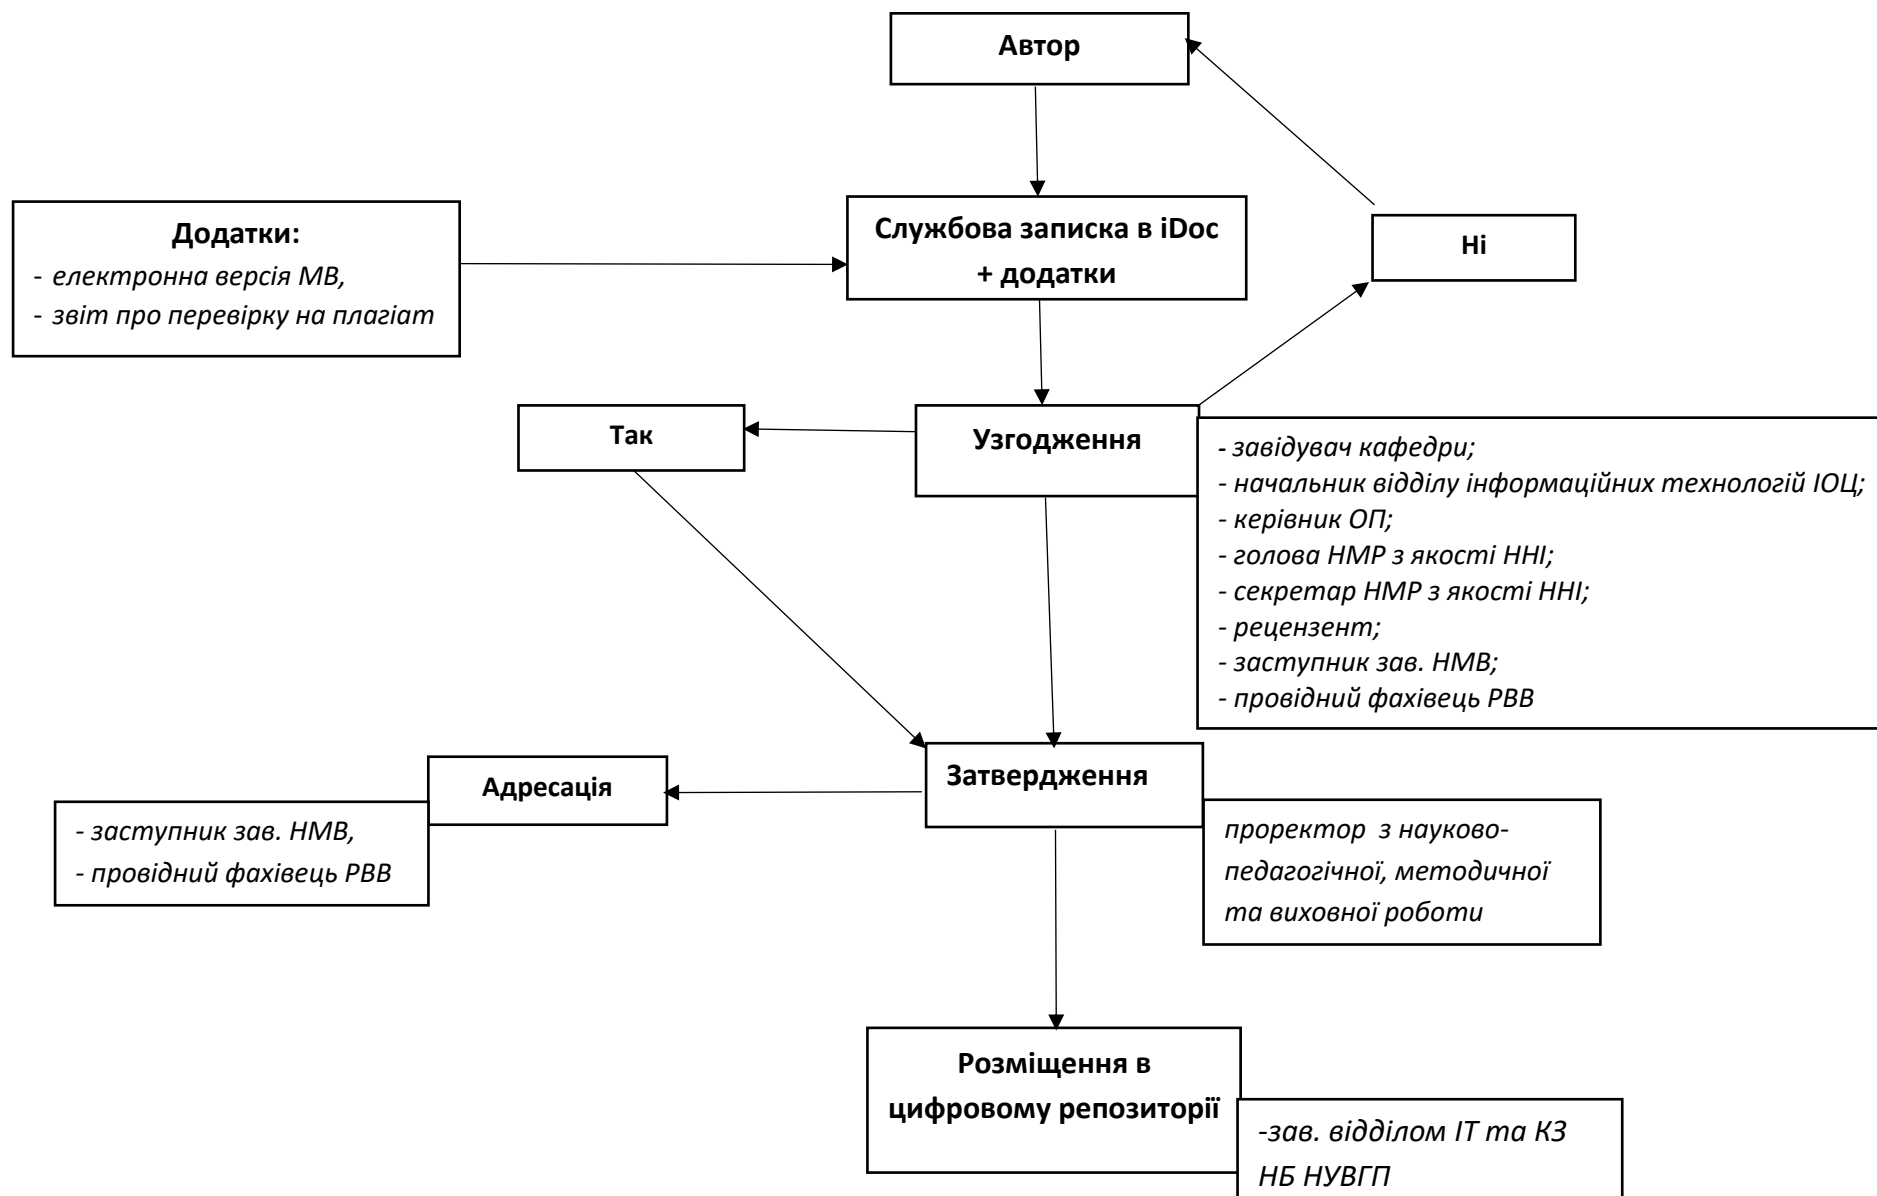 Автор
Додатки:
- електронна версія МВ,
- звіт про перевірку на плагіат
Службова записка в iDoc
+ додатки
Ні
Так
Узгодження
- завідувач кафедри;
- начальник відділу інформаційних технологій ІОЦ;
- керівник ОП;
- голова НМР з якості ННІ;
- секретар НМР з якості ННІ;
- рецензент;
- заступник зав. НМВ;
- провідний фахівець РВВ
Адресація
- заступник зав. НМВ,
- провідний фахівець РВВ
Затвердження
проректор з науково-
педагогічної, методичної
та виховної роботи
Розміщення в
цифровому репозиторії
-зав. відділом ІТ та КЗ
НБ НУВГП